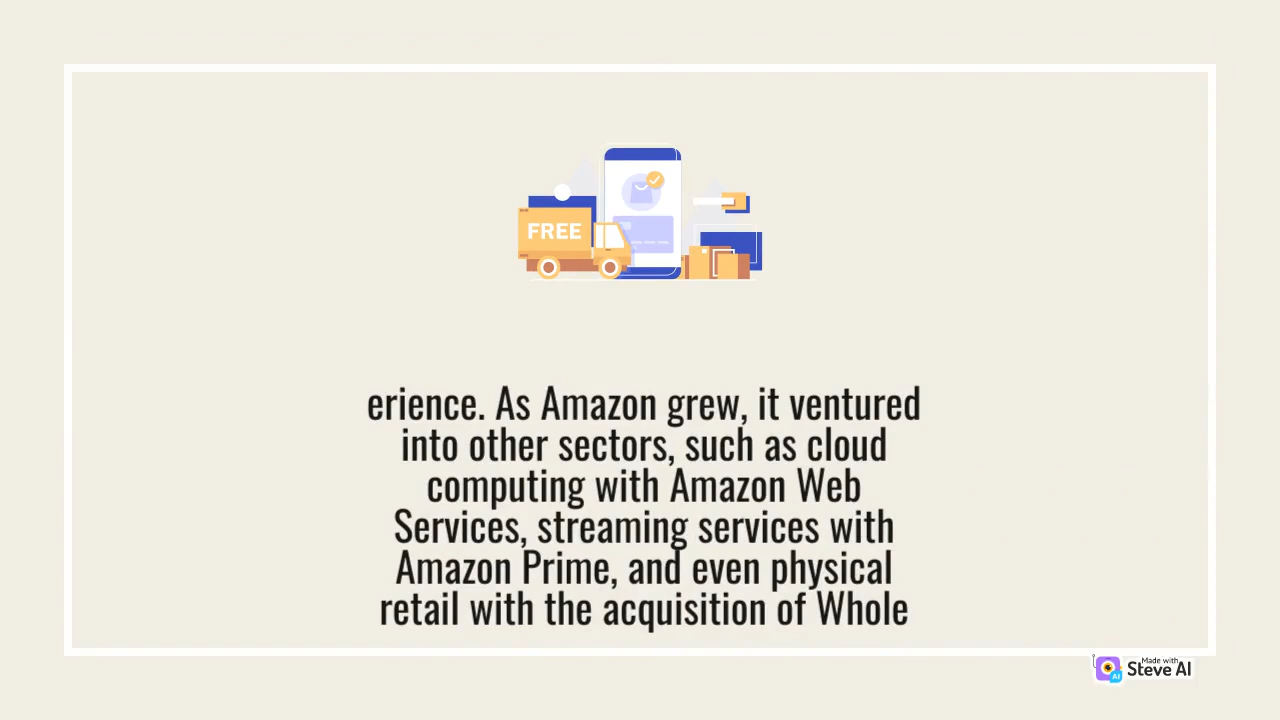 FREE
erience. As Amazon grew, it ventured
into other sectors, such as cloud
computing with Amazon Web
Services, streaming services with
Amazon Prime, and even physical
retail with the acquisition of Whole
Made with
Steve AI
AI